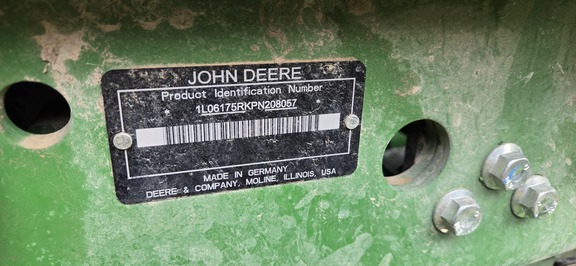 JOHN DEERE
Product Identification Number
1L06175RKPN208057
MADE IN GERMANY
DEERE & COMPANY, MOLINE, ILLINOIS, USA